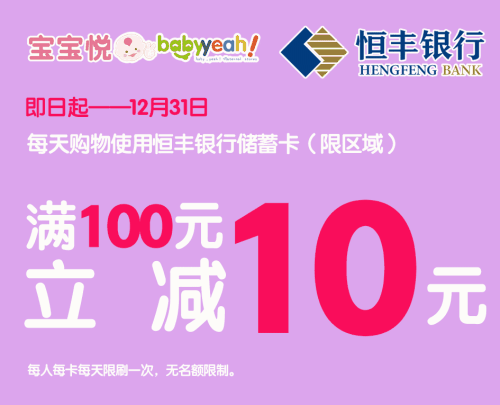 宝宝悦 babyyeah! 恒丰银行
HENGFENG BANK
即日起——12月31日
每天购物使用恒丰银行储蓄卡（限区域）
满100元
立减10元
每人每卡每天限刷一次，无名额限制。